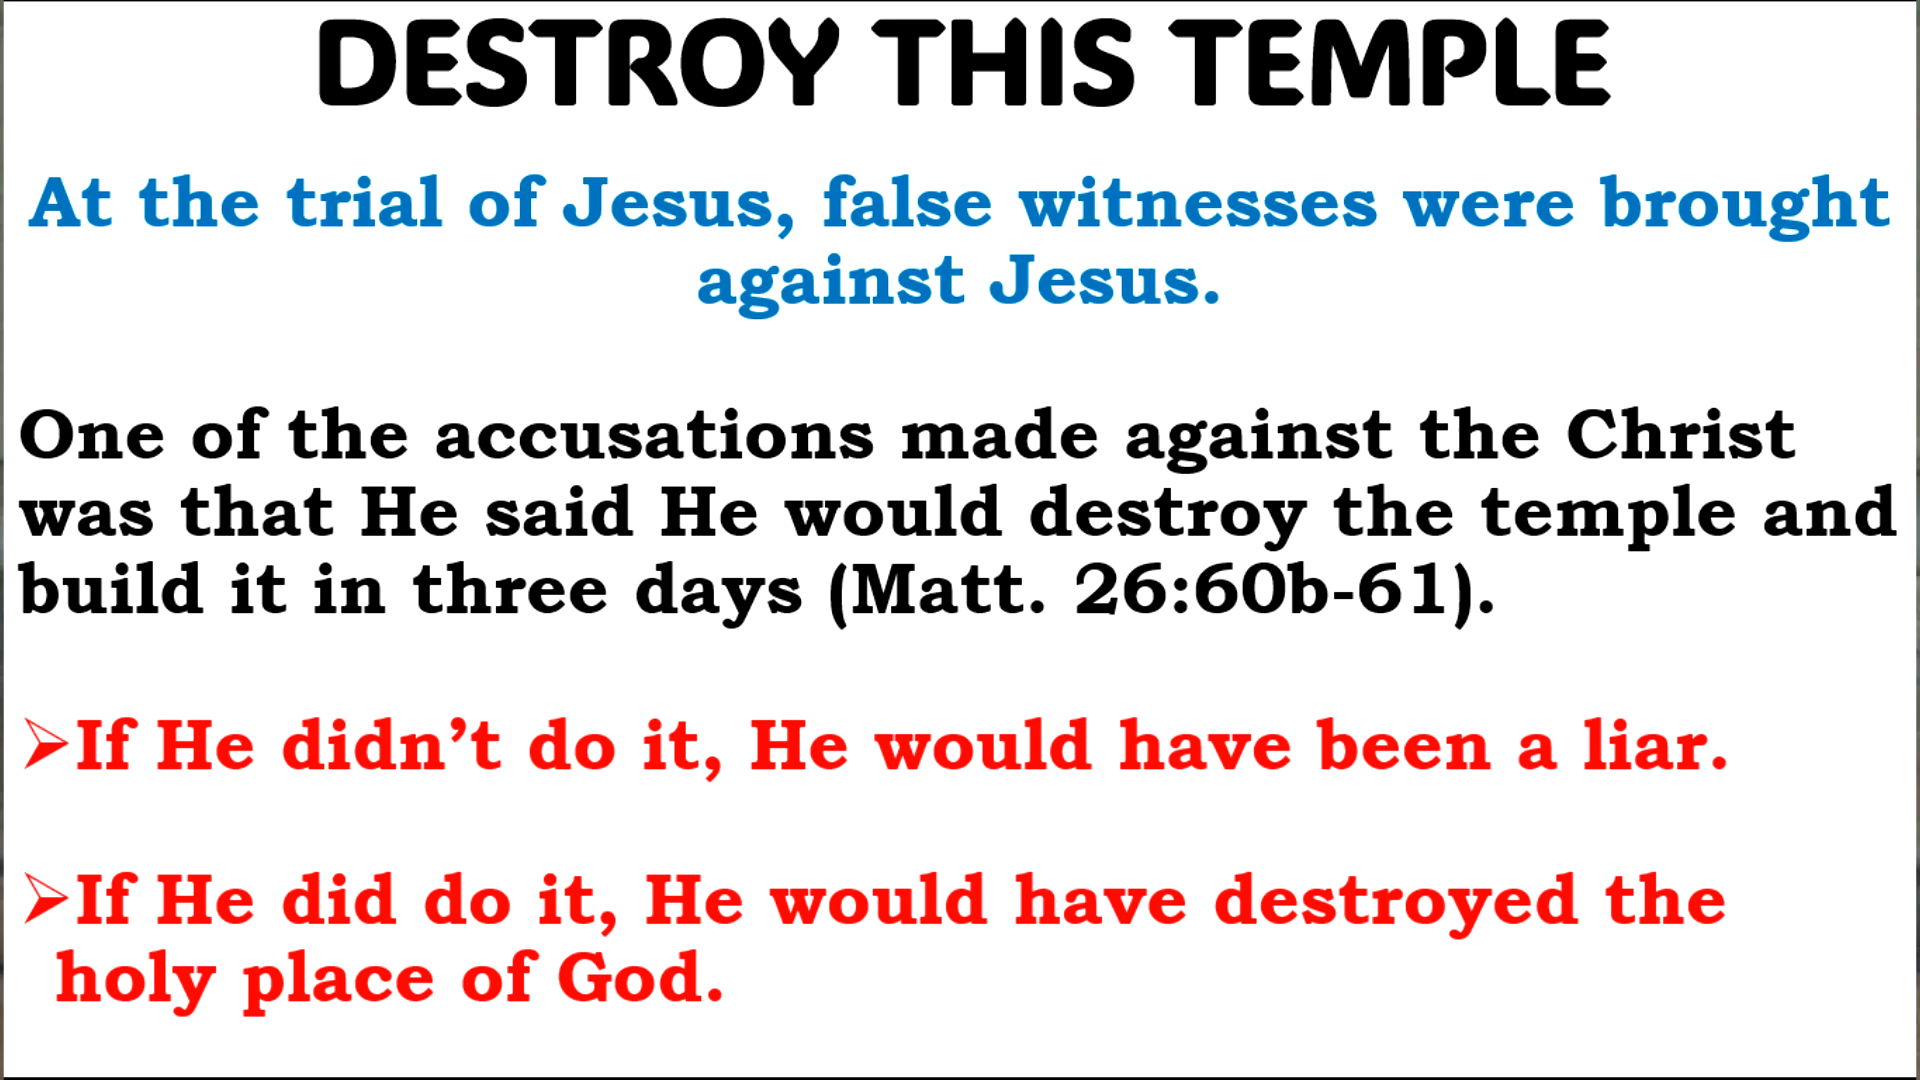 DESTROY THIS TEMPLE
At the trial of Jesus, false witnesses were brought
against Jesus.
One of the accusations made against the Christ
was that He said He would destroy the temple and
build it in three days (Matt. 26:60b-61).
➢If He didn’t do it, He would have been a liar.
➢If He did do it, He would have destroyed the
holy place of God.